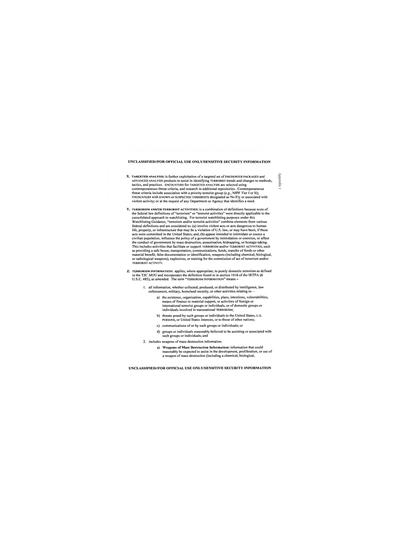 UNCLASSIFIED//FOR OFFICIAL USE ONLY/SENSITIVE SECURITY INFORMATION
Appendix 1
X. TARGETED ANALYSIS: is further exploitation of a targeted set of ENCOUNTER PACKAGES and
ADVANCED ANALYSIS products to assist in identifying TERRORIST trends and changes to methods,
tactics, and practices. ENCOUNTERS for TARGETED ANALYSIS are selected using
contemporaneous threat criteria, and research in additional repositories. Contemporaneous
threat criteria include association with a priority terrorist group (e.g., NIPF Tier I or II);
ENCOUNTERS with KNOWN or SUSPECTED TERRORISTS designated as No Fly or associated with
violent activity; or at the request of any Department or Agency that identifies a need.
Y. TERRORISM AND/OR TERRORIST ACTIVITIES: is a combination of definitions because none of
the federal law definitions of "terrorism" or "terrorist activities" were directly applicable to the
consolidated approach to watchlisting. For terrorist watchlisting purposes under this
Watchlisting Guidance, "terrorism and/or terrorist activities" combine elements from various
federal definitions and are considered to: (a) involve violent acts or acts dangerous to human
life, property, or infrastructure that may be a violation of U.S. law, or may have been, if those
acts were committed in the United States; and, (b) appear intended to intimidate or coerce a
civilian population, influence the policy of a government by intimidation or coercion, or affect
the conduct of government by mass destruction, assassination, kidnapping, or hostage-taking.
This includes activities that facilitate or support TERRORISM and/or TERRORIST ACTIVITIES, such
as providing a safe house, transportation, communications, funds, transfer of funds or other
material benefit, false documentation or identification, weapons (including chemical, biological,
or radiological weapons), explosives, or training for the commission of act of terrorism and/or
TERRORIST ACTIVITY.
Z. TERRORISM INFORMATION: applies, where appropriate, to purely domestic terrorism as defined
in the TSC MOU and incorporates the definition found in section 1016 of the IRTPA (6
U.S.C. 485), as amended. The term "TERRORISM INFORMATION" means –
1. all information, whether collected, produced, or distributed by intelligence, law
enforcement, military, homeland security, or other activities relating to –
a) the existence, organization, capabilities, plans, intentions, vulnerabilities,
means of finance or material support, or activities of foreign or
international terrorist groups or individuals, or of domestic groups or
individuals involved in transnational TERRORISM;
b) threats posed by such groups or individuals to the United States, U.S.
PERSONS, or United States interests, or to those of other nations;
c) communications of or by such groups or individuals; or
d) groups or individuals reasonably believed to be assisting or associated with
such groups or individuals; and
2. includes weapons of mass destruction information.
a) Weapons of Mass Destruction Information: information that could
reasonably be expected to assist in the development, proliferation, or use of
a weapon of mass destruction (including a chemical, biological,
UNCLASSIFIED//FOR OFFICIAL USE ONLY/SENSITIVE SECURITY INFORMATION